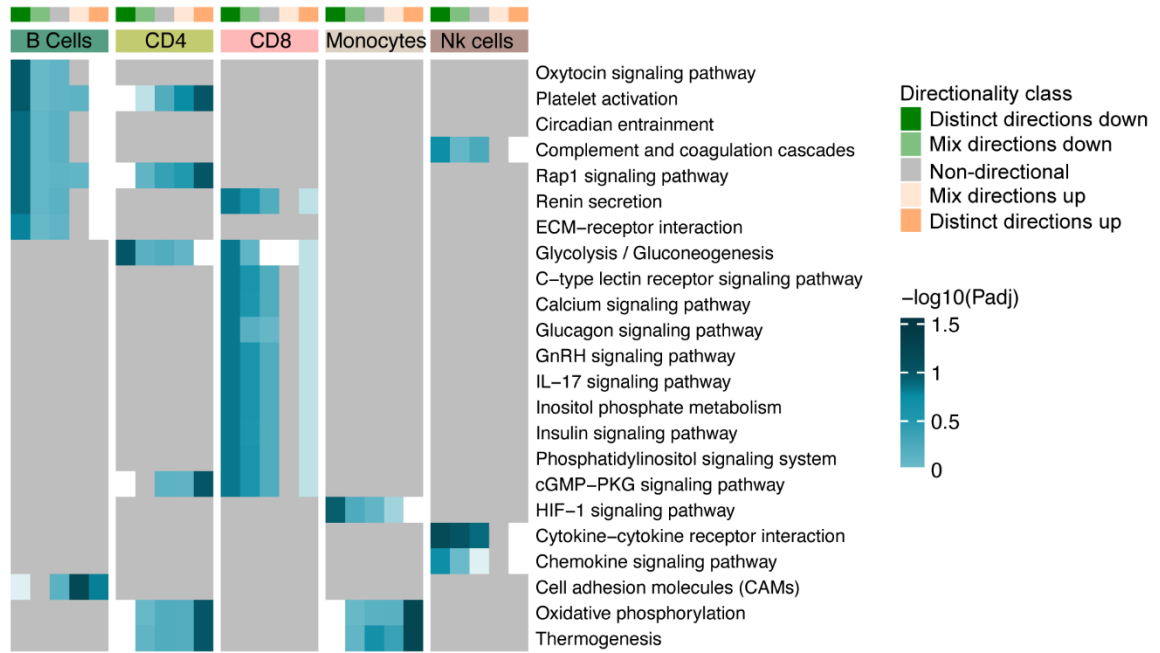 B Cells CD4 CD8 Monocytes Nk cells
Oxytocin signaling pathway
Platelet activation
Circadian entrainment
Complement and coagulation cascades
Rap1 signaling pathway
Renin secretion
ECM−receptor interaction
Glycolysis / Gluconeogenesis
C−type lectin receptor signaling pathway
Calcium signaling pathway
Glucagon signaling pathway
GnRH signaling pathway
IL−17 signaling pathway
Inositol phosphate metabolism
Insulin signaling pathway
Phosphatidylinositol signaling system
cGMP−PKG signaling pathway
HIF−1 signaling pathway
Cytokine−cytokine receptor interaction
Chemokine signaling pathway
Cell adhesion molecules (CAMs)
Oxidative phosphorylation
Thermogenesis
Directionality class
Distinct directions down
Mix directions down
Non-directional
Mix directions up
Distinct directions up
−log10(Padj)
1.5
1
0.5
0